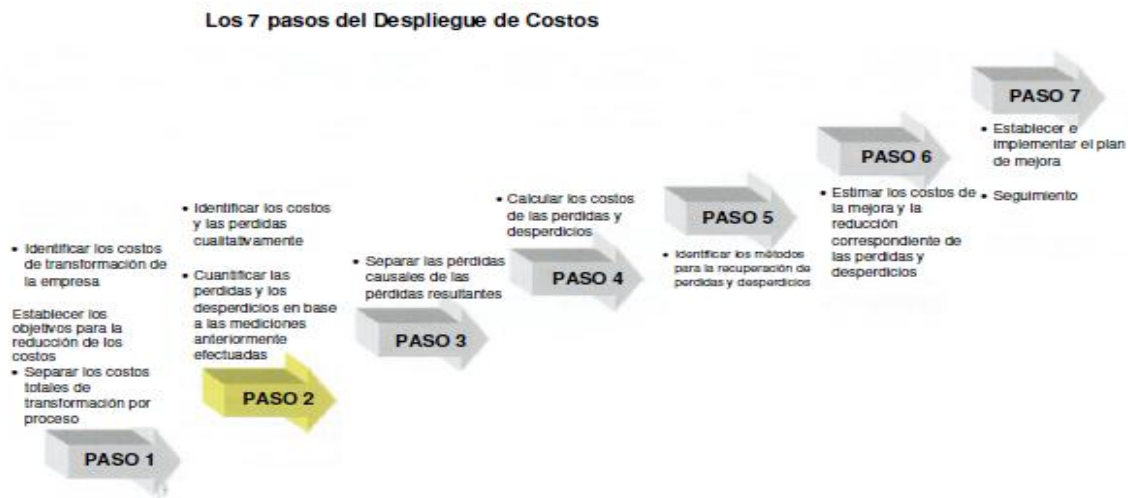 Los 7 pasos del Despliegue de Costos
• Identificar los costos
de transformación de
la empresa
Establecer los
objetivos para la
reducción de los
costos
• Separar los costos
totales de
transformación por
proceso
PASO 1
• Identificar los costos
y las perdidas
cualitativamente
• Cuantificar las
perdidas y los
desperdicios en base
a las mediciones
anteriormente
efectuadas
PASO 2
• Separar las pérdidas
causales de las
pérdidas resultantes
PASO 3
• Calcular los costos
de las perdidas y
desperdicios
PASO 4
PASO 5
• Identificar los métodos
para la recuperación de
perdidas y desperdicios
PASO 6
• Estimar los costos de
la mejora y la
reducción
correspondiente de
las perdidas y
desperdicios
PASO 7
• Establecer e
implementar el plan
de mejora
• Seguimiento